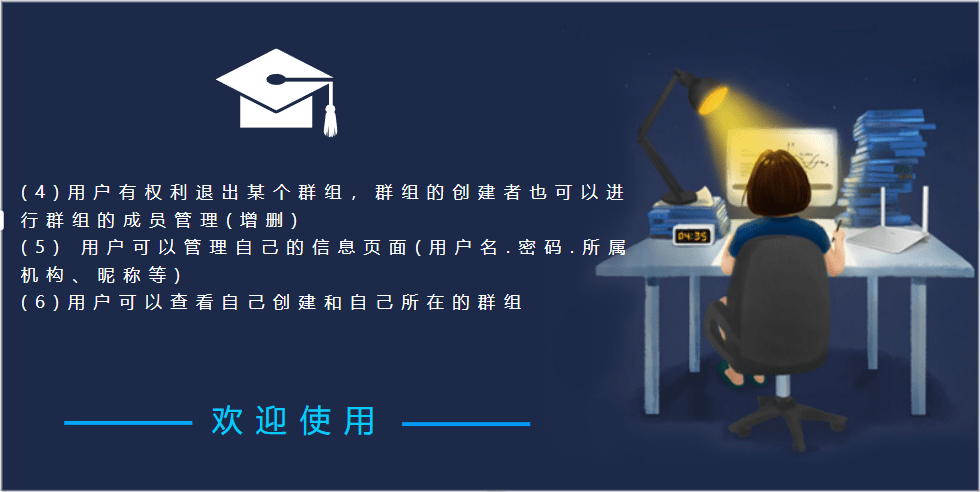 (4)用户有权利退出某个群组, 群组的创建者也可以进
行群组的成员管理(增删)
(5) 用户可以管理自己的信息页面(用户名.密码.所属
机构、昵称等)
(6)用户可以查看自己创建和自己所在的群组
04:35
欢迎使用